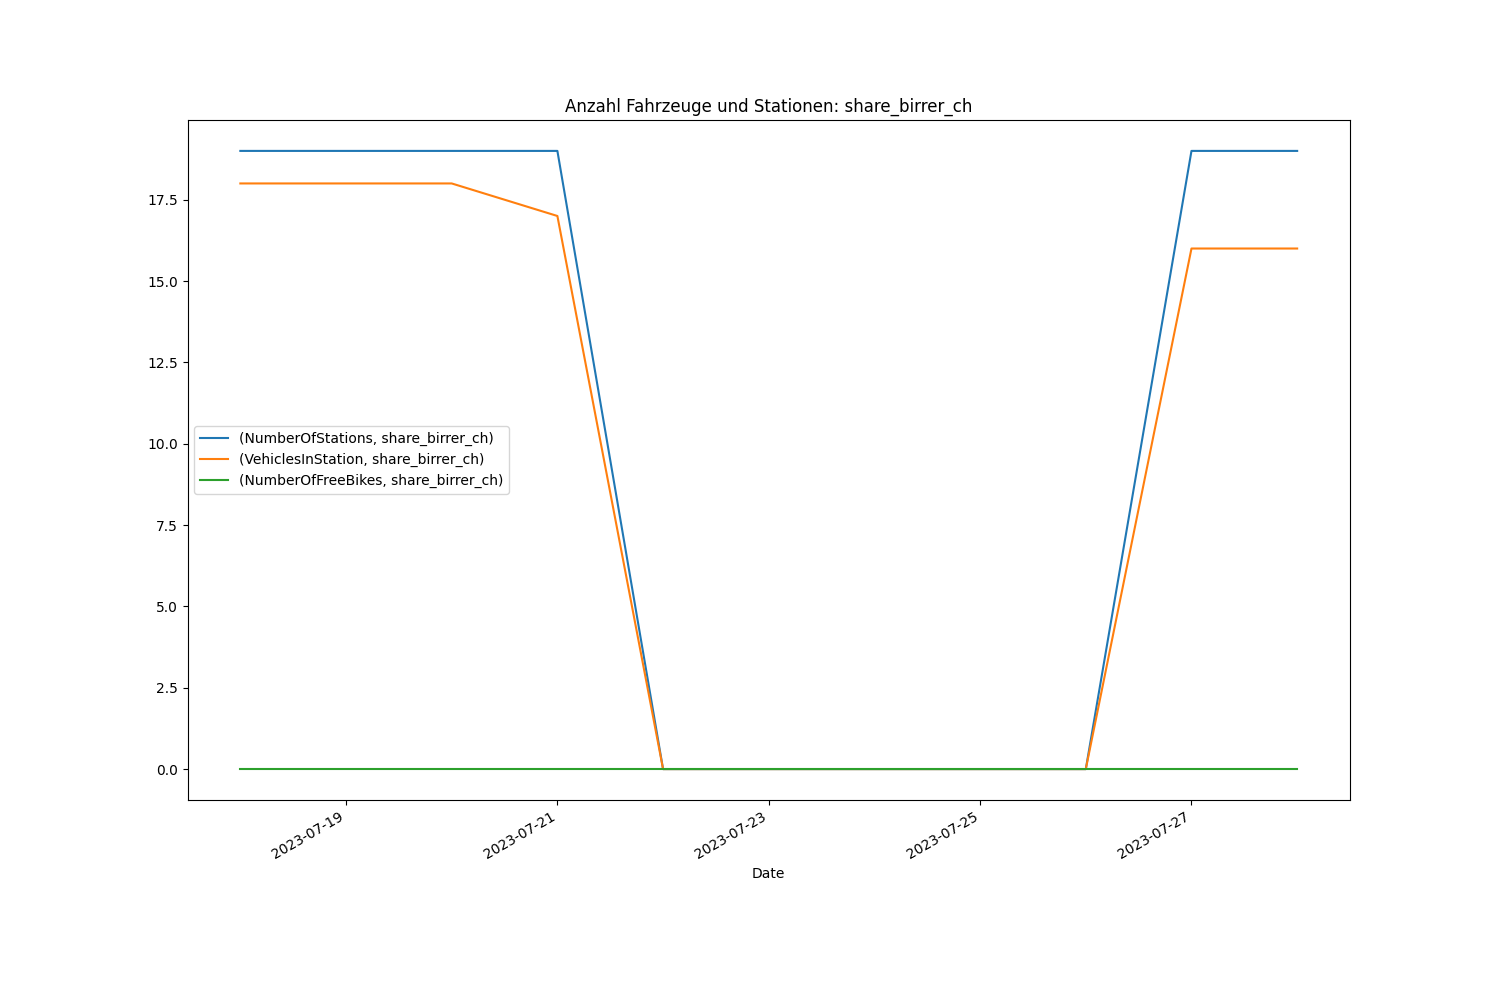 Anzahl Fahrzeuge und Stationen: share_birrer_ch
17.5
15.0
12.5
10.0
7.5
5.0
2.5
0.0
(NumberOfStations, share_birrer_ch)
(VehiclesInStation, share_birrer_ch)
(NumberOfFreeBikes, share_birrer_ch)
2023-07-19
2023-07-21
2023-07-23
2023-07-25
2023-07-27
Date